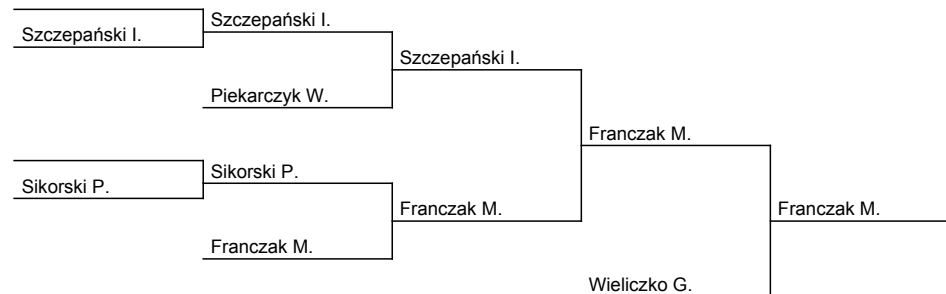 Szczepański I.
Szczepański I.
Szczepański I.
Piekarczyk W.
Franczak M.
Sikorski P.
Sikorski P.
Franczak M.
Franczak M.
Franczak M.
Wieliczko G.